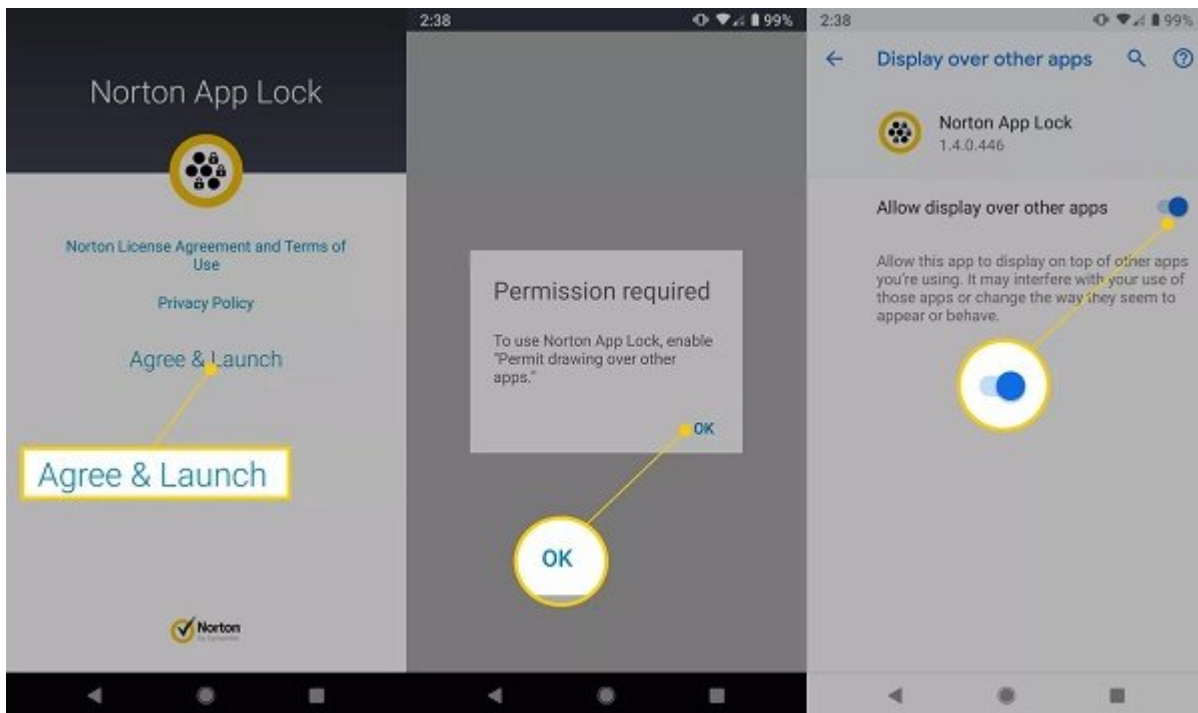 Norton App Lock
Norton License Agreement and Terms of
Use
Privacy Policy
Agree & Launch
Agree & Launch
Norton
2:38
99%
Permission required
To use Norton App Lock, enable
"Permit drawing over other
apps."
OK
OK
2:38
99%
Display over other apps
Norton App Lock
1.4.0.446
Allow display over other apps
Allow this app to display on top of other apps
you're using. It may interfere with your use of
those apps or change the way they seem to
appear or behave.